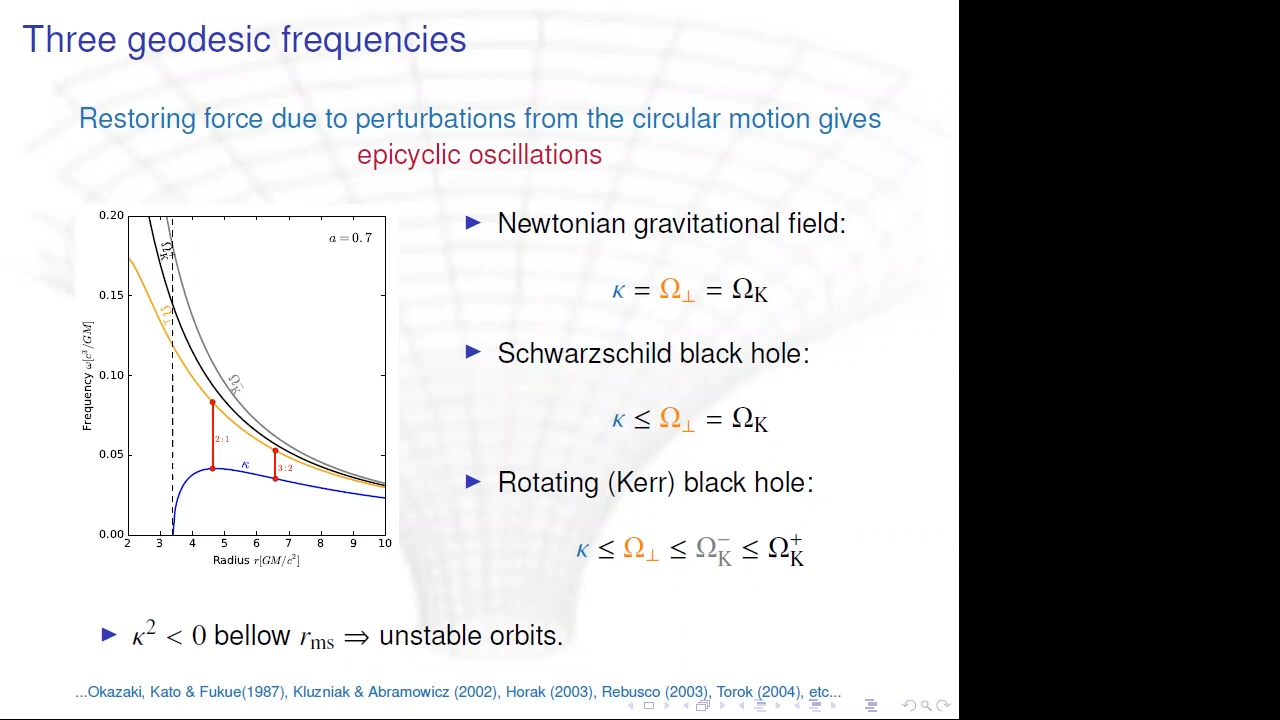 Three geodesic frequencies
Restoring force due to perturbations from the circular motion gives
epicyclic oscillations
0.20
0.15
0.10
0.05
0.00
2 3 4 5 6 7 8 9 10
Frequency ω[c³/GM]
Radius r[GM/c²]
a = 0.7
Ω⊥
Ω⁻K
κ
2:1
3:2
▶ Newtonian gravitational field:
κ = Ω⊥ = ΩK
▶ Schwarzschild black hole:
κ ≤ Ω⊥ = ΩK
▶ Rotating (Kerr) black hole:
κ ≤ Ω⊥ ≤ Ω⁻K ≤ Ω⁺K
▶ κ² < 0 bellow rms ⇒ unstable orbits.
...Okazaki, Kato & Fukue(1987), Kluzniak & Abramowicz (2002), Horak (2003), Rebusco (2003), Torok (2004), etc...